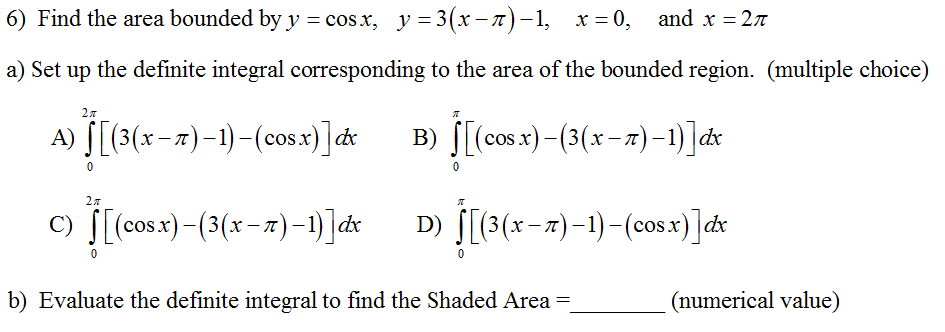 6) Find the area bounded by y = cos x, y = 3(x − π) − 1, x = 0, and x = 2π
a) Set up the definite integral corresponding to the area of the bounded region. (multiple choice)
A) ∫₀^{2π} [(3(x − π) − 1) − (cos x)] dx B) ∫₀^{π} [(cos x) − (3(x − π) − 1)] dx
C) ∫₀^{2π} [(cos x) − (3(x − π) − 1)] dx D) ∫₀^{π} [(3(x − π) − 1) − (cos x)] dx
b) Evaluate the definite integral to find the Shaded Area = ________ (numerical value)